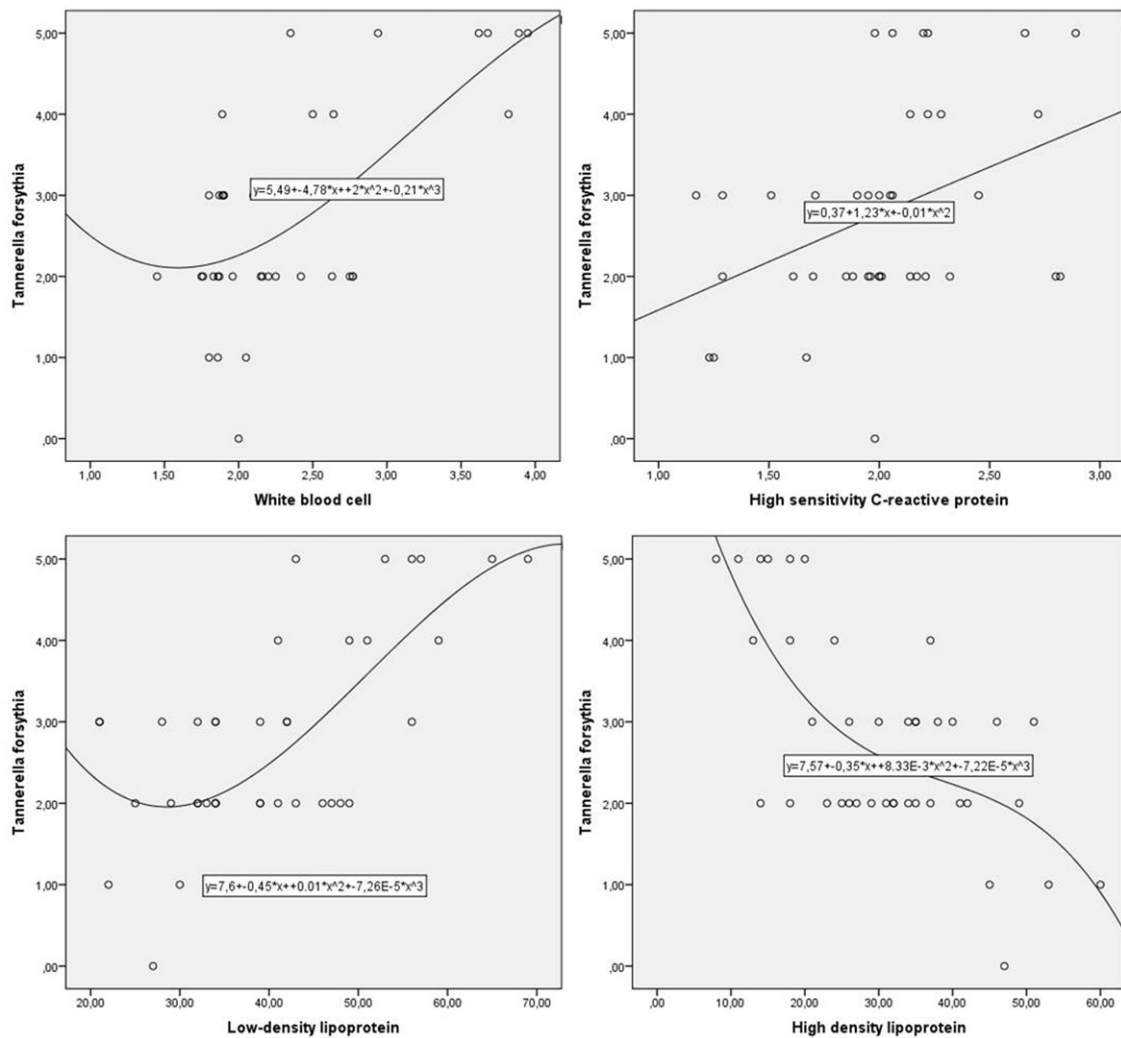 5,00
4,00
3,00
2,00
1,00
,00
Tannerella forsythia
y=5,49+-4,78*x++2*x^2+-0,21*x^3
1,00 1,50 2,00 2,50 3,00 3,50 4,00
White blood cell
5,00
4,00
3,00
2,00
1,00
,00
Tannerella forsythia
y=0,37+1,23*x+-0,01*x^2
1,00 1,50 2,00 2,50 3,00
High sensitivity C-reactive protein
5,00
4,00
3,00
2,00
1,00
,00
Tannerella forsythia
y=7,6+-0,45*x++0.01*x^2+-7,26E-5*x^3
20,00 30,00 40,00 50,00 60,00 70,00
Low-density lipoprotein
5,00
4,00
3,00
2,00
1,00
,00
Tannerella forsythia
y=7,57+-0,35*x++8.33E-3*x^2+-7,22E-5*x^3
,00 10,00 20,00 30,00 40,00 50,00 60,00
High density lipoprotein